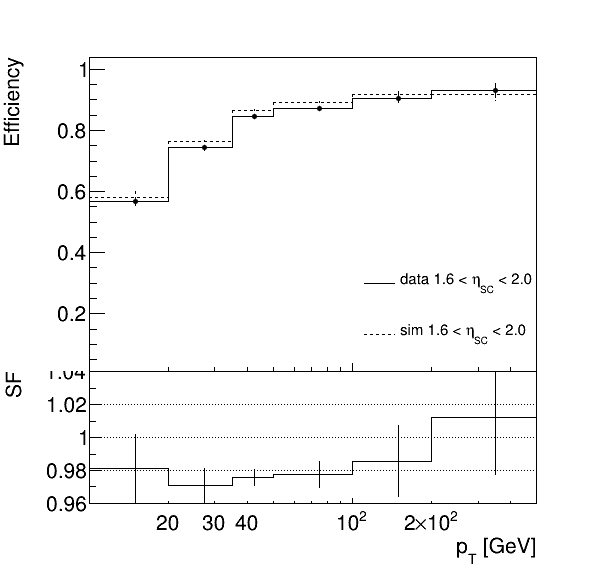 Efficiency
1
0.8
0.6
0.4
0.2
data 1.6 < η_SC < 2.0
sim 1.6 < η_SC < 2.0
SF
1.04
1.02
1
0.98
0.96
20 30 40 10² 2×10²
p_T [GeV]